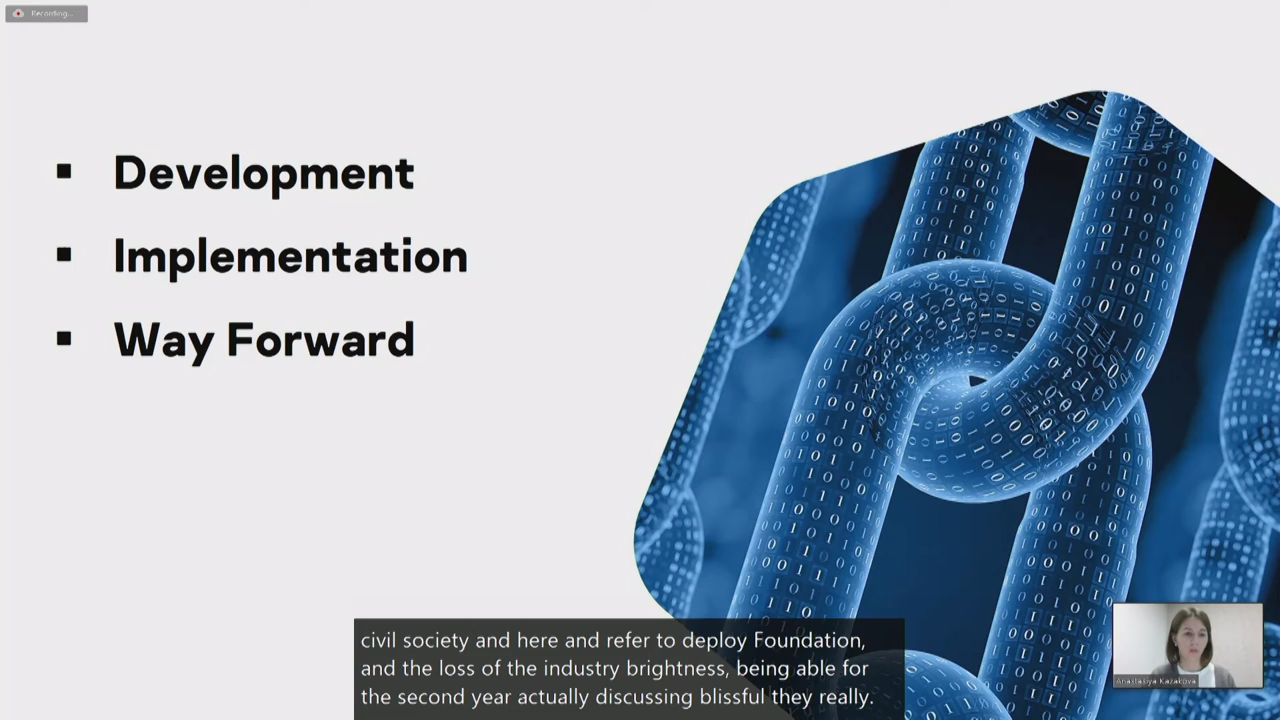 Recording...
Development
Implementation
Way Forward
civil society and here and refer to deploy Foundation,
and the loss of the industry brightness, being able for
the second year actually discussing blissful they really.
Anastasiya Kazakova